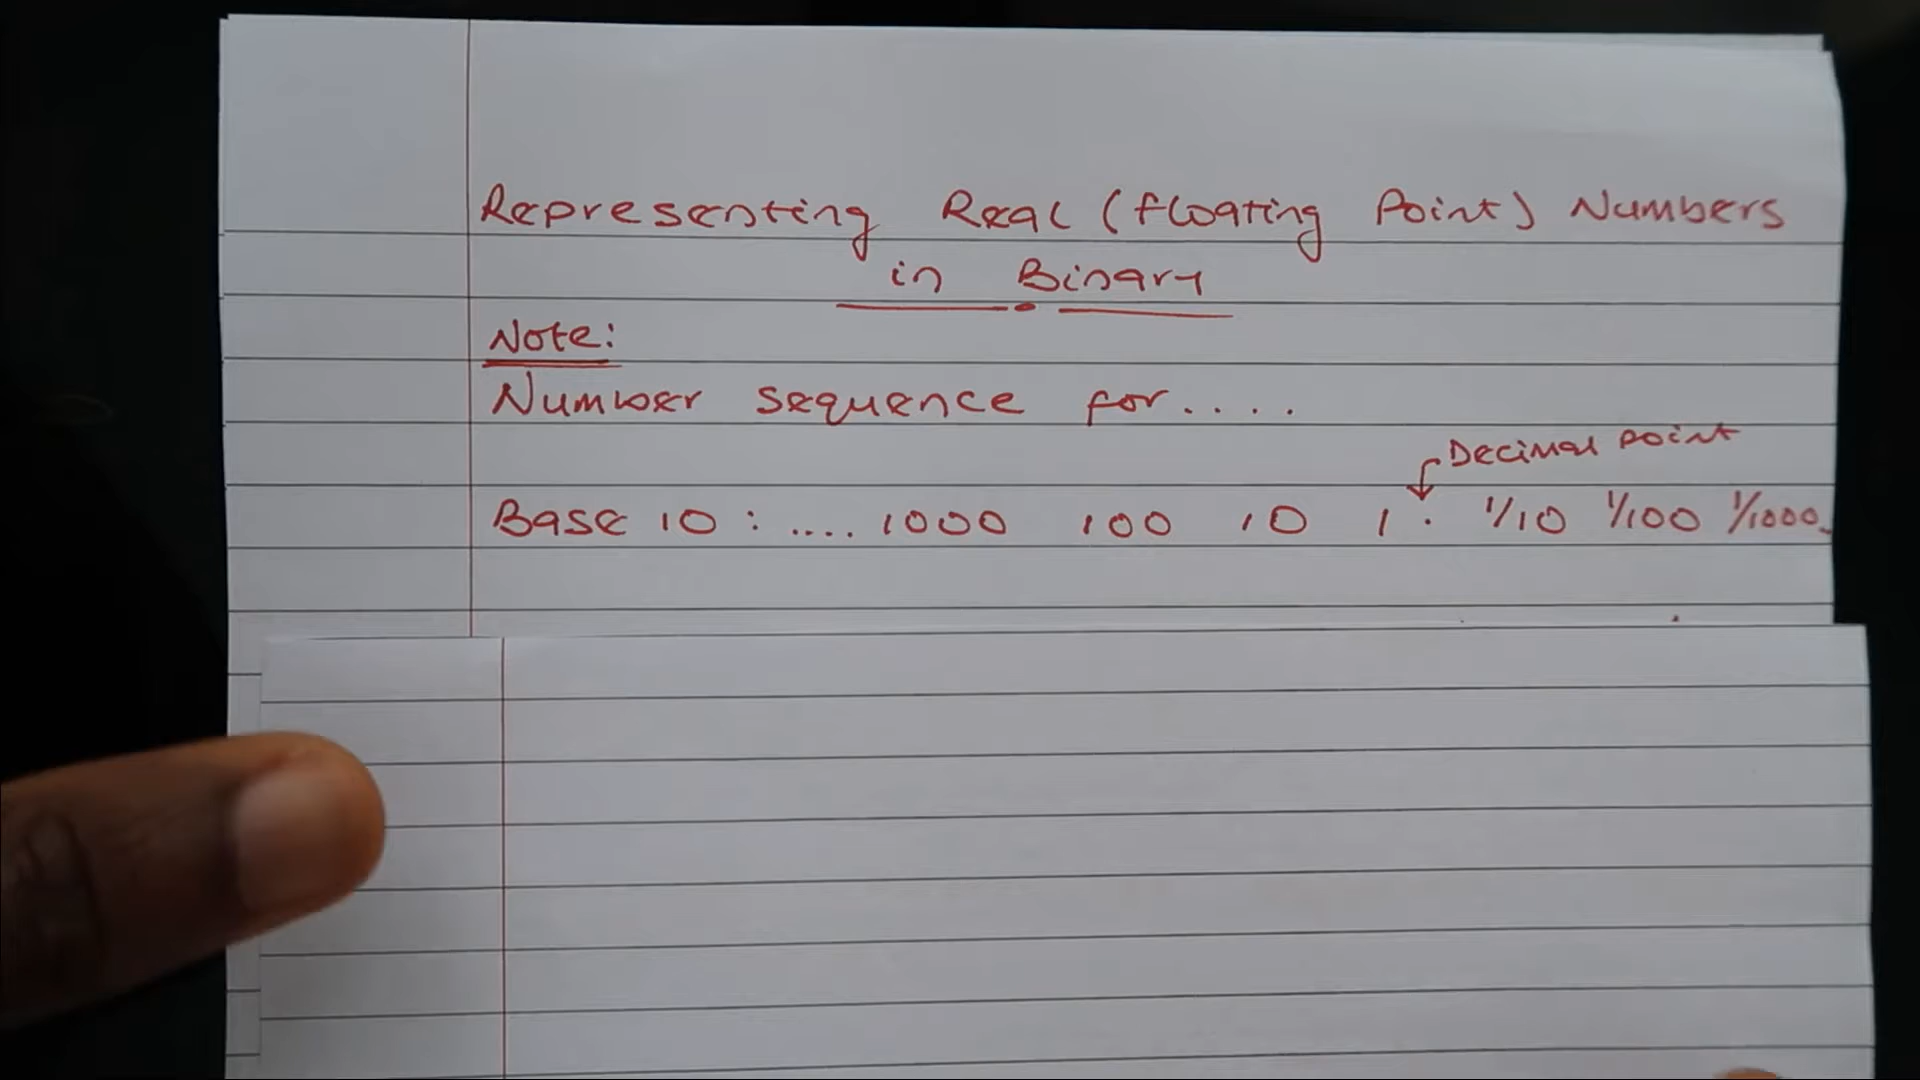 Representing Real (floating Point) Numbers
in Binary
Note:
Number sequence for....
Decimal point
Base 10 : .... 1000 100 10 1 . 1/10 1/100 1/1000